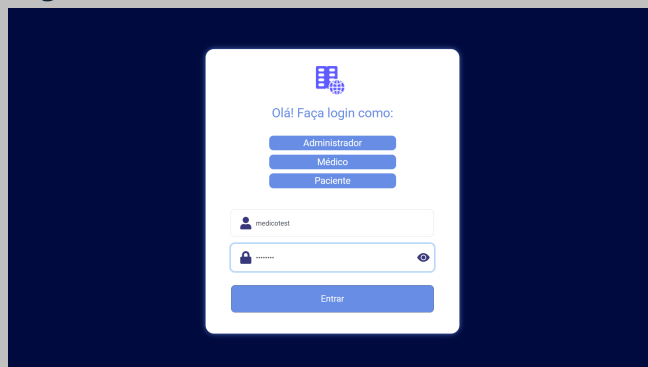 Olá! Faça login como:
Administrador
Médico
Paciente
medicotest
••••••••
Entrar